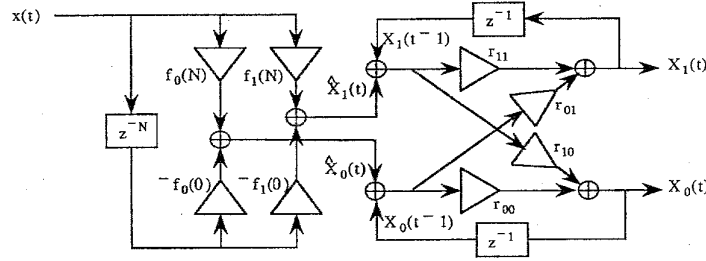 x(t)
z⁻¹
X₁(t⁻1)
f₀(N)
f₁(N)
r₁₁
X₁(t)
X̂₁(t)
r₀₁
z⁻ᴺ
r₁₀
X̂₀(t)
⁻f₀(0)
⁻f₁(0)
X₀(t)
r₀₀
X₀(t⁻1)
z⁻¹